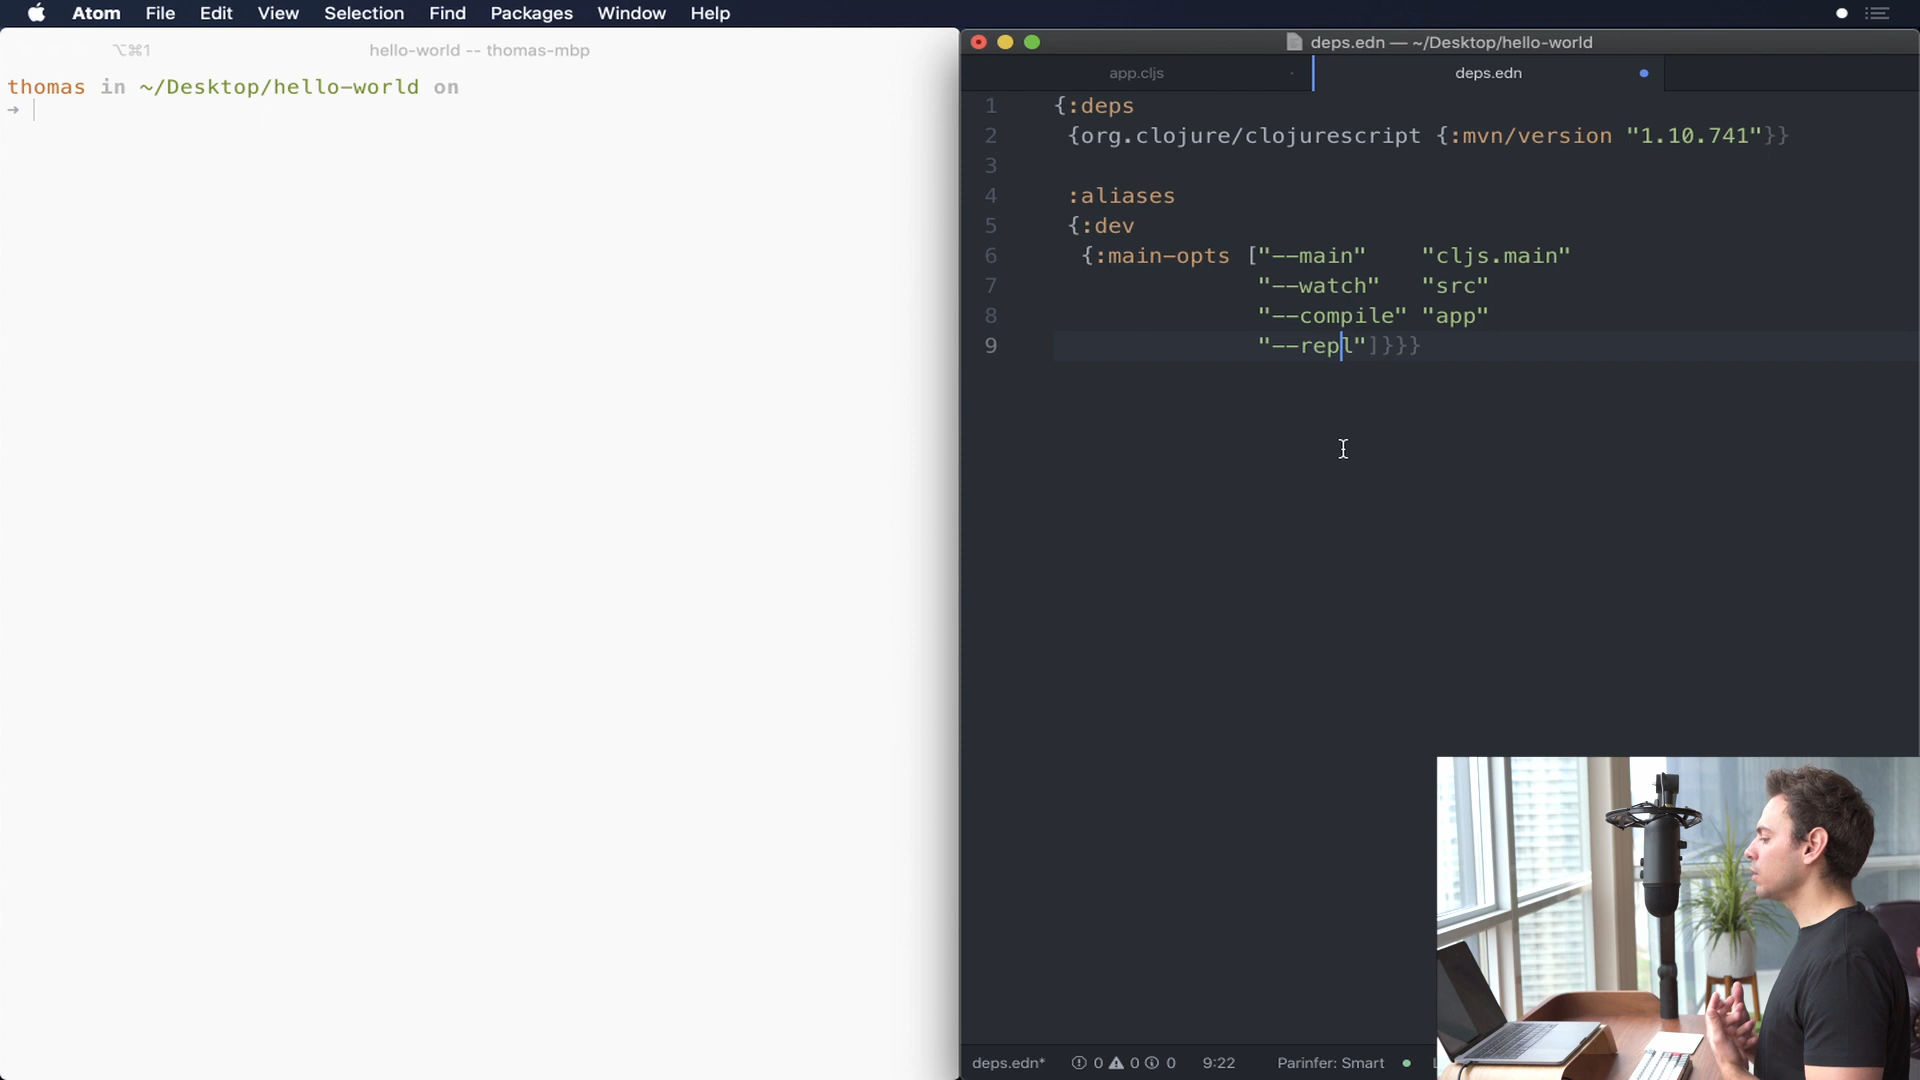 Atom File Edit View Selection Find Packages Window Help
⌥⌘1 hello-world -- thomas-mbp
thomas in ~/Desktop/hello-world on
→
deps.edn — ~/Desktop/hello-world
app.cljs deps.edn
1 {:deps
2 {org.clojure/clojurescript {:mvn/version "1.10.741"}}
3
4 :aliases
5 {:dev
6 {:main-opts ["--main" "cljs.main"
7 "--watch" "src"
8 "--compile" "app"
9 "--repl"]}}}
deps.edn* 0 0 0 9:22 Parinfer: Smart